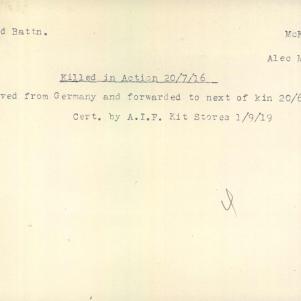 d Battn.
McK
Alec M
Killed in Action 20/7/16
ved from Germany and forwarded to next of kin 20/6
Cert. by A.I.F. Kit Stores 1/9/19